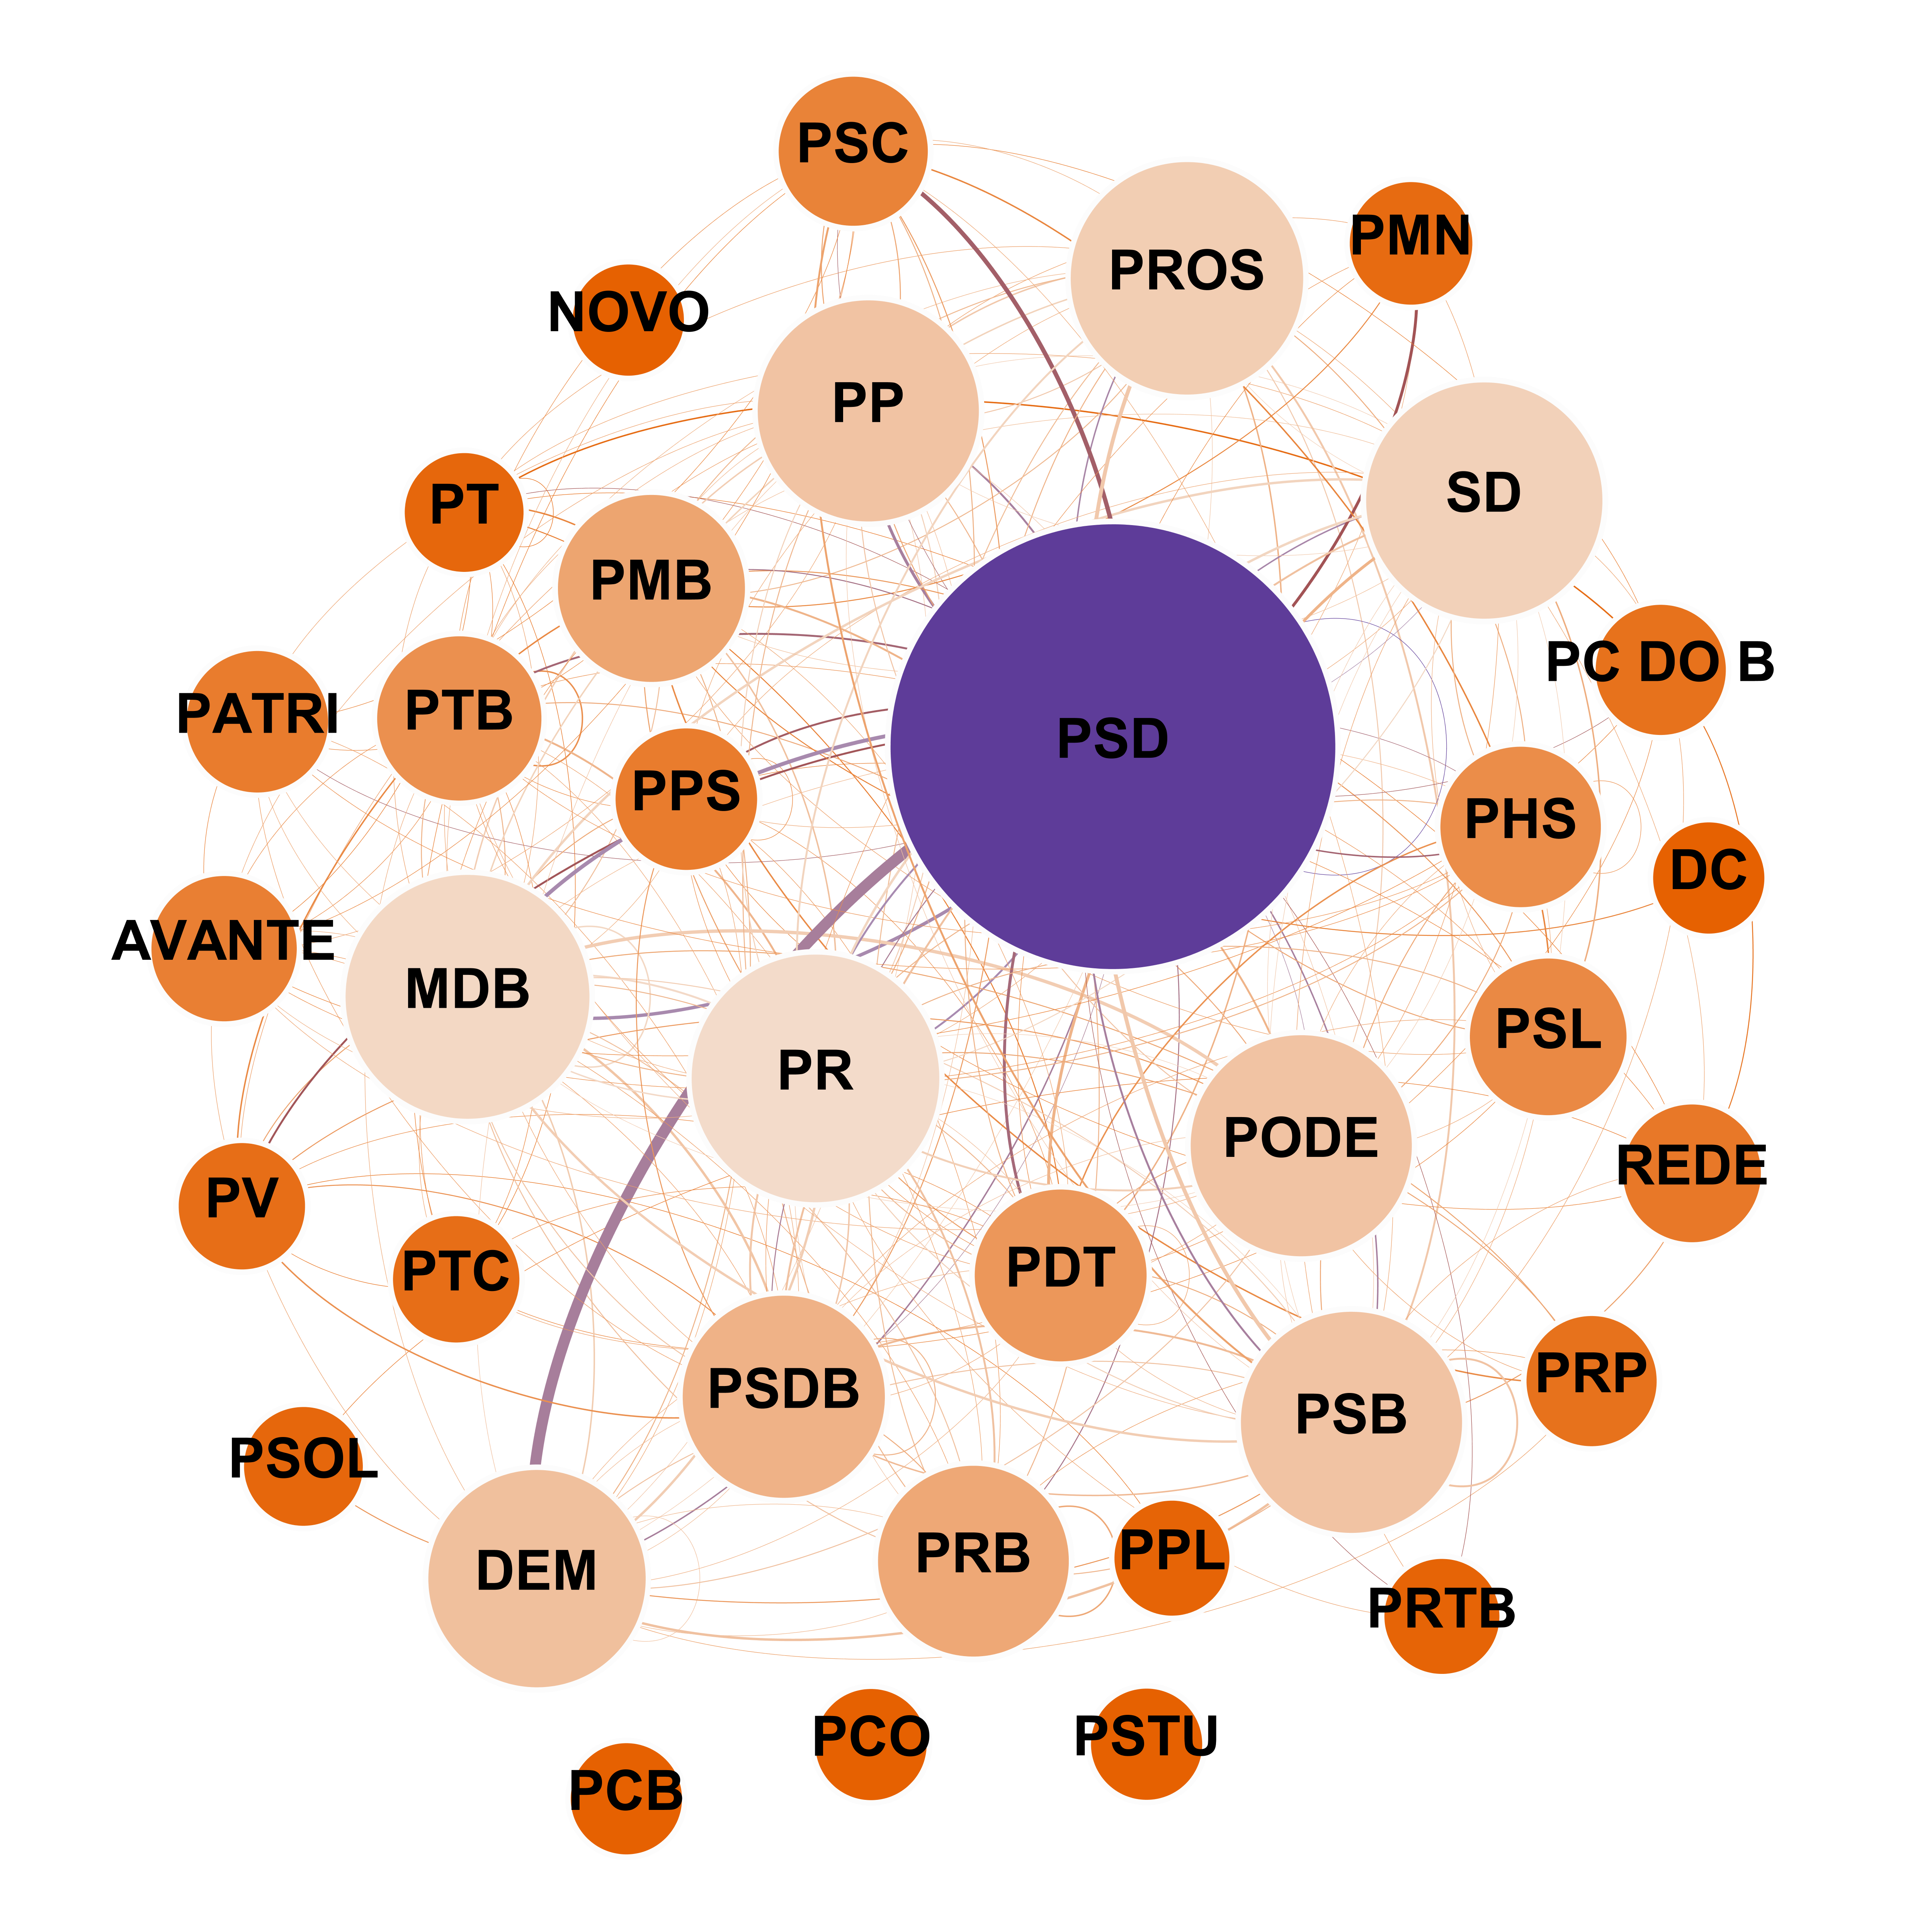 PSC
PROS
PMN
NOVO
PP
SD
PT
PMB
PC DO B
PATRI
PTB
PSD
PPS
PHS
DC
AVANTE
MDB
PSL
PR
PODE
REDE
PV
PTC
PDT
PSDB
PRP
PSB
PSOL
DEM
PRB
PPL
PRTB
PCO
PSTU
PCB